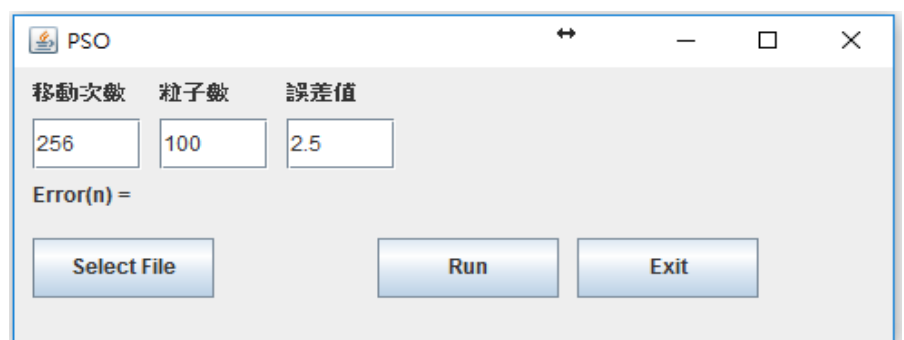 PSO
移動次數 粒子數 誤差值
256 100 2.5
Error(n) =
Select File Run Exit